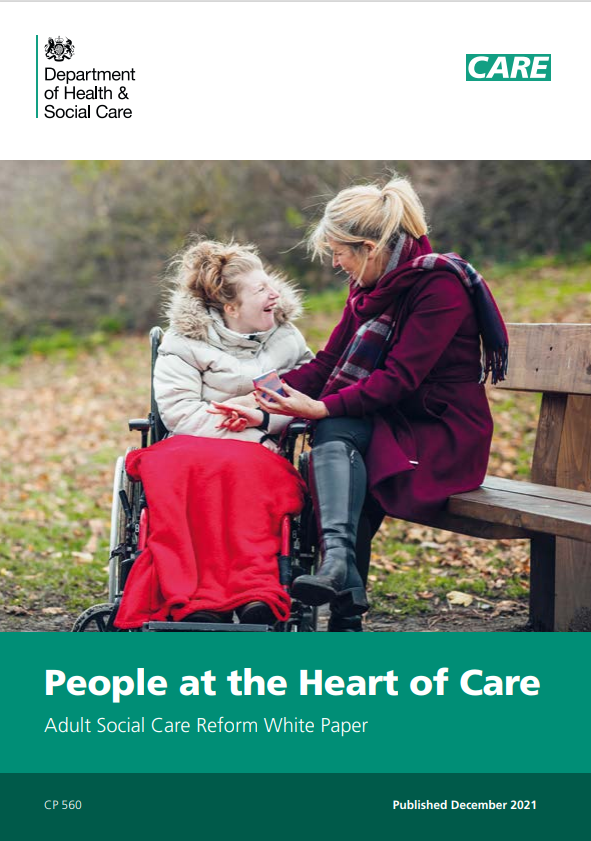 Department
of Health &
Social Care
CARE
People at the Heart of Care
Adult Social Care Reform White Paper
CP 560
Published December 2021